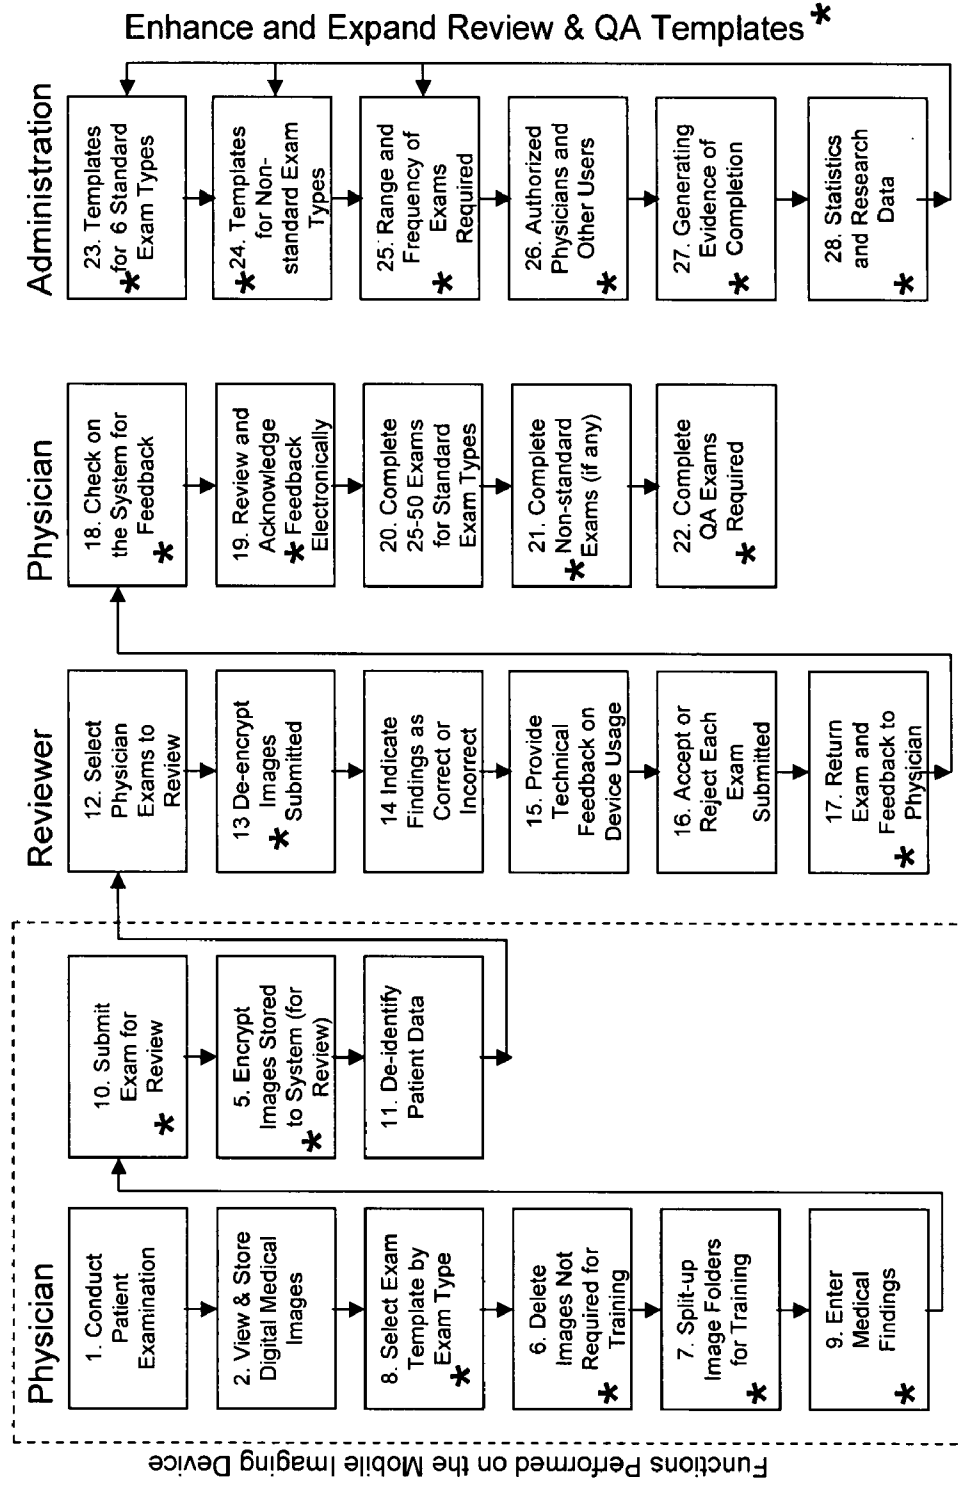 Functions Performed on the Mobile Imaging Device
Physician
1. Conduct
Patient
Examination
2. View & Store
Digital Medical
Images
8. Select Exam
Template by
Exam Type
*
6. Delete
Images Not
Required for
Training
*
7. Split-up
Image Folders
for Training
*
9. Enter
Medical
Findings
*
10. Submit
Exam for
Review
*
5. Encrypt
Images Stored
to System (for
Review)
*
11. De-identify
Patient Data
Reviewer
12. Select
Physician
Exams to
Review
13 De-encrypt
Images
Submitted
*
14 Indicate
Findings as
Correct or
Incorrect
15. Provide
Technical
Feedback on
Device Usage
16. Accept or
Reject Each
Exam
Submitted
17. Return
Exam and
Feedback to
Physician
*
Physician
18. Check on
the System for
Feedback
*
19. Review and
Acknowledge
* Feedback
Electronically
20. Complete
25-50 Exams
for Standard
Exam Types
21. Complete
Non-standard
Exams (if any)
*
22. Complete
QA Exams
Required
*
Administration
23. Templates
for 6 Standard
Exam Types
*
24. Templates
for Non-
standard Exam
Types
*
25. Range and
Frequency of
Exams
Required
*
26. Authorized
Physicians and
Other Users
*
27. Generating
Evidence of
Completion
*
28. Statistics
and Research
Data
*
Enhance and Expand Review & QA Templates *